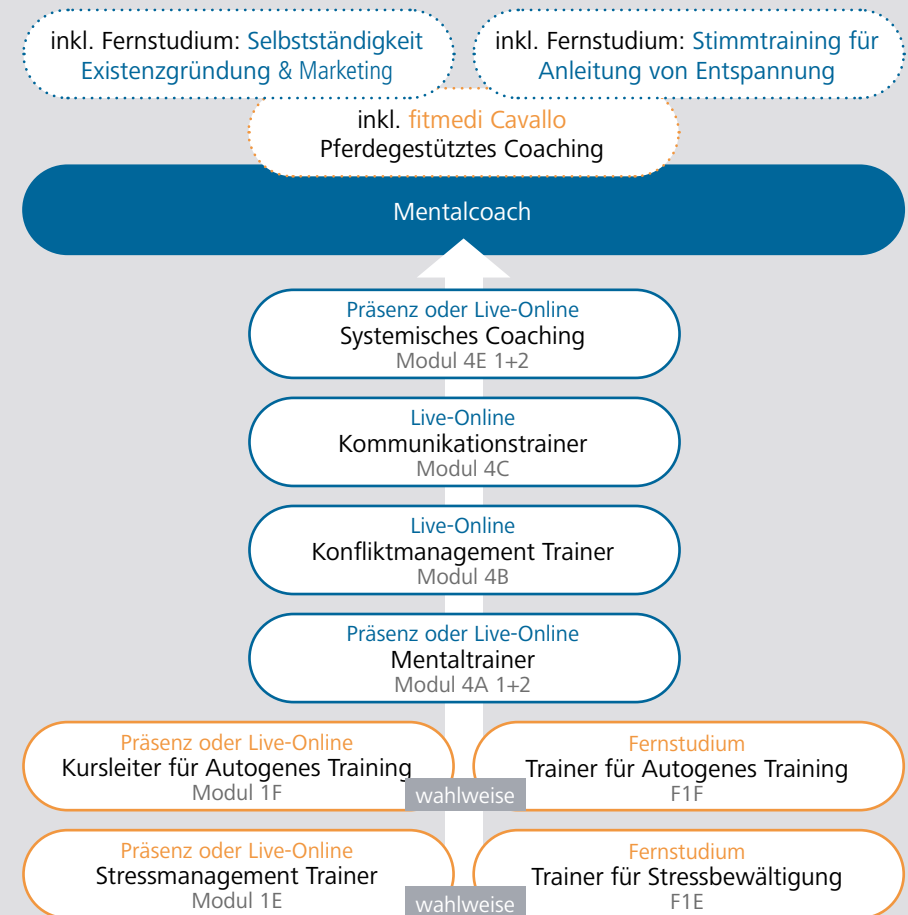 inkl. Fernstudium: Selbstständigkeit
Existenzgründung & Marketing
inkl. Fernstudium: Stimmtraining für
Anleitung von Entspannung
inkl. fitmedi Cavallo
Pferdegestütztes Coaching
Mentalcoach
Präsenz oder Live-Online
Systemisches Coaching
Modul 4E 1+2
Live-Online
Kommunikationstrainer
Modul 4C
Live-Online
Konfliktmanagement Trainer
Modul 4B
Präsenz oder Live-Online
Mentaltrainer
Modul 4A 1+2
Präsenz oder Live-Online
Kursleiter für Autogenes Training
Modul 1F
wahlweise
Fernstudium
Trainer für Autogenes Training
F1F
Präsenz oder Live-Online
Stressmanagement Trainer
Modul 1E
wahlweise
Fernstudium
Trainer für Stressbewältigung
F1E